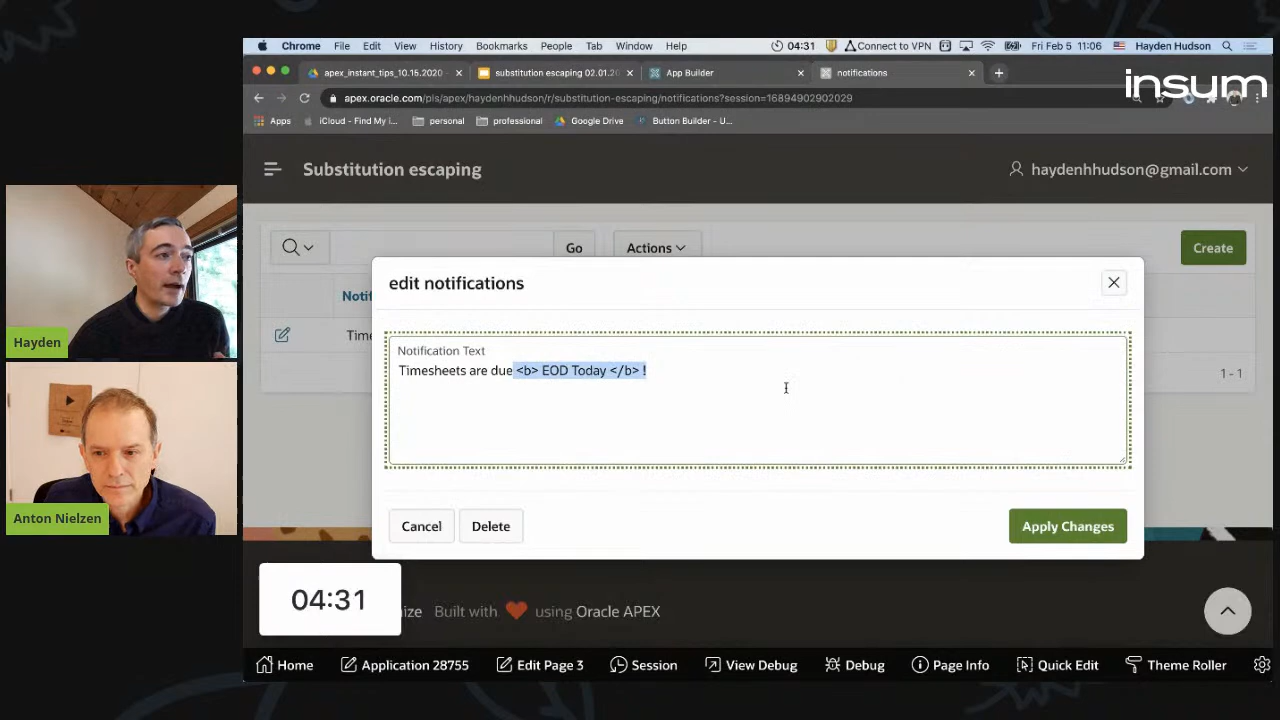 Chrome File Edit View History Bookmarks People Tab Window Help 04:31 Connect to VPN Fri Feb 5 11:06 Hayden Hudson
apex_instant_tips_10.16.2020 substitution escaping 02.01.20 App Builder notifications
insum
apex.oracle.com/pls/apex/haydenhhudson/r/substitution-escaping/notifications?session=16894902902029
Apps iCloud - Find My i... personal professional Google Drive Button Builder - U...
Substitution escaping haydenhhudson@gmail.com
Go Actions Create
edit notifications
Notif
Notification Text
Time
Timesheets are due <b> EOD Today </b> !
1 - 1
Hayden
Cancel Delete Apply Changes
Anton Nielzen
04:31
ize Built with using Oracle APEX
Home Application 28755 Edit Page 3 Session View Debug Debug Page Info Quick Edit Theme Roller